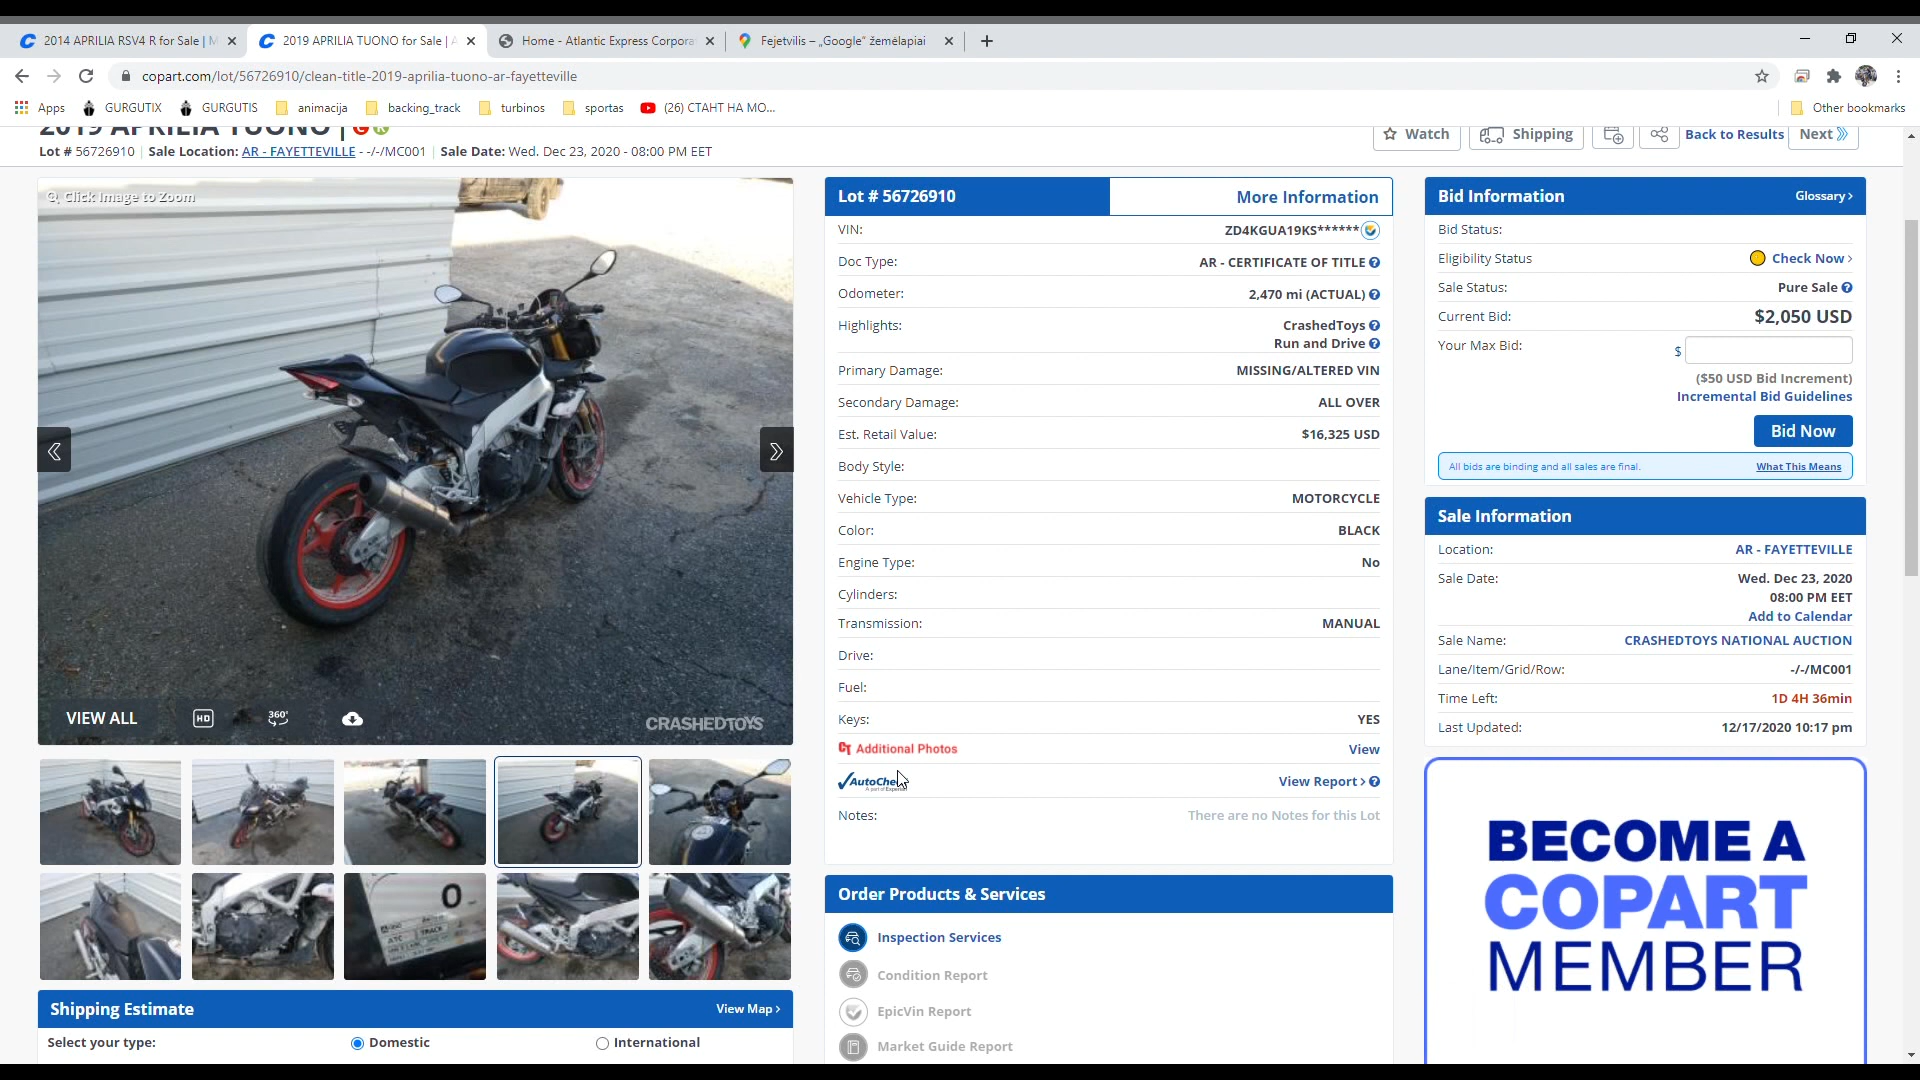 2014 APRILIA RSV4 R for Sale | M
2019 APRILIA TUONO for Sale | A
Home - Atlantic Express Corpora
Fejetvilis – „Google“ žemėlapiai
copart.com/lot/56726910/clean-title-2019-aprilia-tuono-ar-fayetteville
Apps
GURGUTIX
GURGUTIS
animacija
backing_track
turbinos
sportas
(26) СТАНТ НА МО...
Other bookmarks
2019 APRILIA TUONO |
Watch
Shipping
Back to Results
Next
Lot # 56726910 | Sale Location: AR - FAYETTEVILLE - -/-/MC001 | Sale Date: Wed. Dec 23, 2020 - 08:00 PM EET
Click Image to Zoom
VIEW ALL
HD
360°
CRASHEDTOYS
Shipping Estimate
View Map >
Select your type:
Domestic
International
Lot # 56726910
More Information
VIN: ZD4KGUA19KS******
Doc Type: AR - CERTIFICATE OF TITLE
Odometer: 2,470 mi (ACTUAL)
Highlights: CrashedToys
Run and Drive
Primary Damage: MISSING/ALTERED VIN
Secondary Damage: ALL OVER
Est. Retail Value: $16,325 USD
Body Style:
Vehicle Type: MOTORCYCLE
Color: BLACK
Engine Type: No
Cylinders:
Transmission: MANUAL
Drive:
Fuel:
Keys: YES
CT Additional Photos View
AutoChe View Report >
Notes: There are no Notes for this Lot
Order Products & Services
Inspection Services
Condition Report
EpicVin Report
Market Guide Report
Bid Information
Glossary >
Bid Status:
Eligibility Status Check Now >
Sale Status: Pure Sale
Current Bid: $2,050 USD
Your Max Bid: $
($50 USD Bid Increment)
Incremental Bid Guidelines
Bid Now
All bids are binding and all sales are final. What This Means
Sale Information
Location: AR - FAYETTEVILLE
Sale Date: Wed. Dec 23, 2020
08:00 PM EET
Add to Calendar
Sale Name: CRASHEDTOYS NATIONAL AUCTION
Lane/Item/Grid/Row: -/-/MC001
Time Left: 1D 4H 36min
Last Updated: 12/17/2020 10:17 pm
BECOME A
COPART
MEMBER